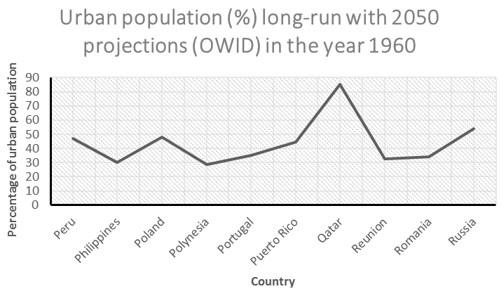 Urban population (%) long-run with 2050
projections (OWID) in the year 1960
Percentage of urban population
90
80
70
60
50
40
30
20
10
0
Peru
Philippines
Poland
Polynesia
Portugal
Puerto Rico
Qatar
Reunion
Romania
Russia
Country